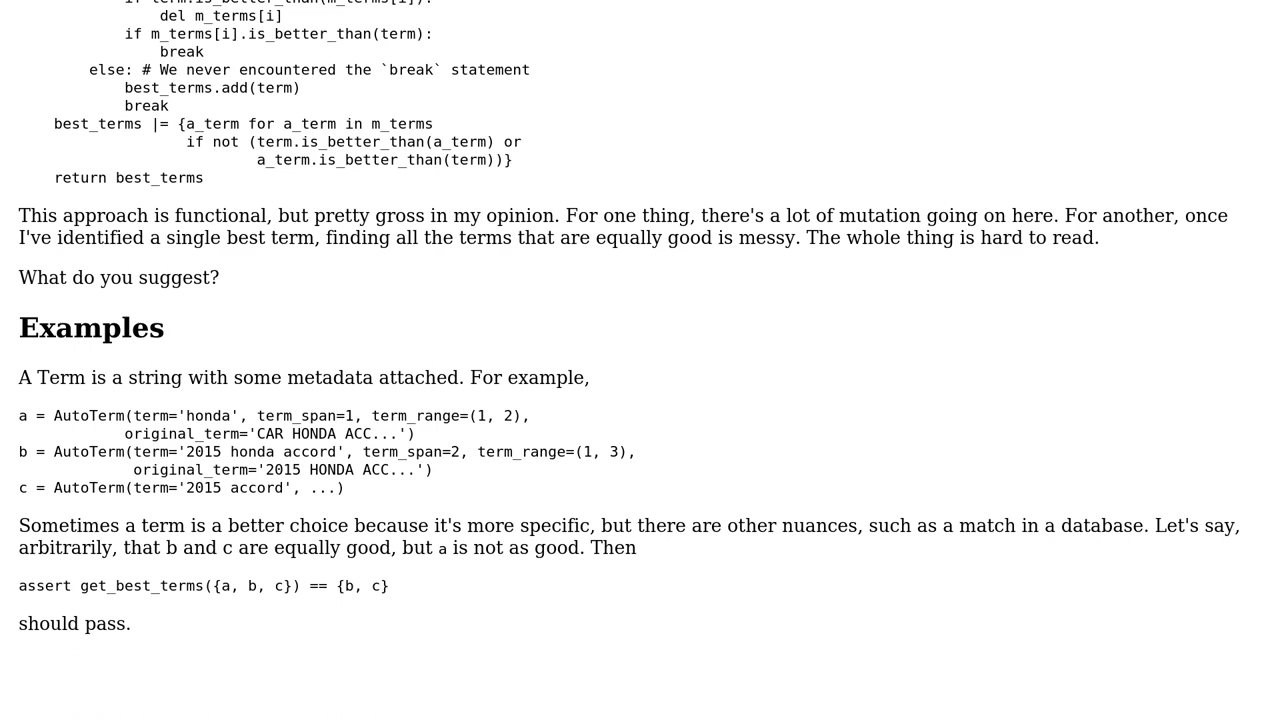 if term.is_better_than(m_terms[i]):
del m_terms[i]
if m_terms[i].is_better_than(term):
break
else: # We never encountered the `break` statement
best_terms.add(term)
break
best_terms |= {a_term for a_term in m_terms
if not (term.is_better_than(a_term) or
a_term.is_better_than(term))}
return best_terms
This approach is functional, but pretty gross in my opinion. For one thing, there's a lot of mutation going on here. For another, once
I've identified a single best term, finding all the terms that are equally good is messy. The whole thing is hard to read.
What do you suggest?
Examples
A Term is a string with some metadata attached. For example,
a = AutoTerm(term='honda', term_span=1, term_range=(1, 2),
original_term='CAR HONDA ACC...')
b = AutoTerm(term='2015 honda accord', term_span=2, term_range=(1, 3),
original_term='2015 HONDA ACC...')
c = AutoTerm(term='2015 accord', ...)
Sometimes a term is a better choice because it's more specific, but there are other nuances, such as a match in a database. Let's say,
arbitrarily, that b and c are equally good, but a is not as good. Then
assert get_best_terms({a, b, c}) == {b, c}
should pass.